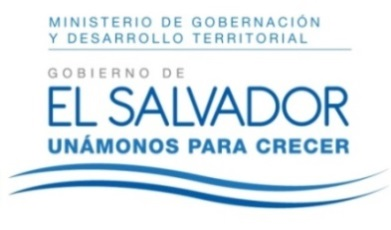 MINISTERIO DE GOBERNACIÓN
Y DESARROLLO TERRITORIAL
GOBIERNO DE
EL SALVADOR
UNÁMONOS PARA CRECER